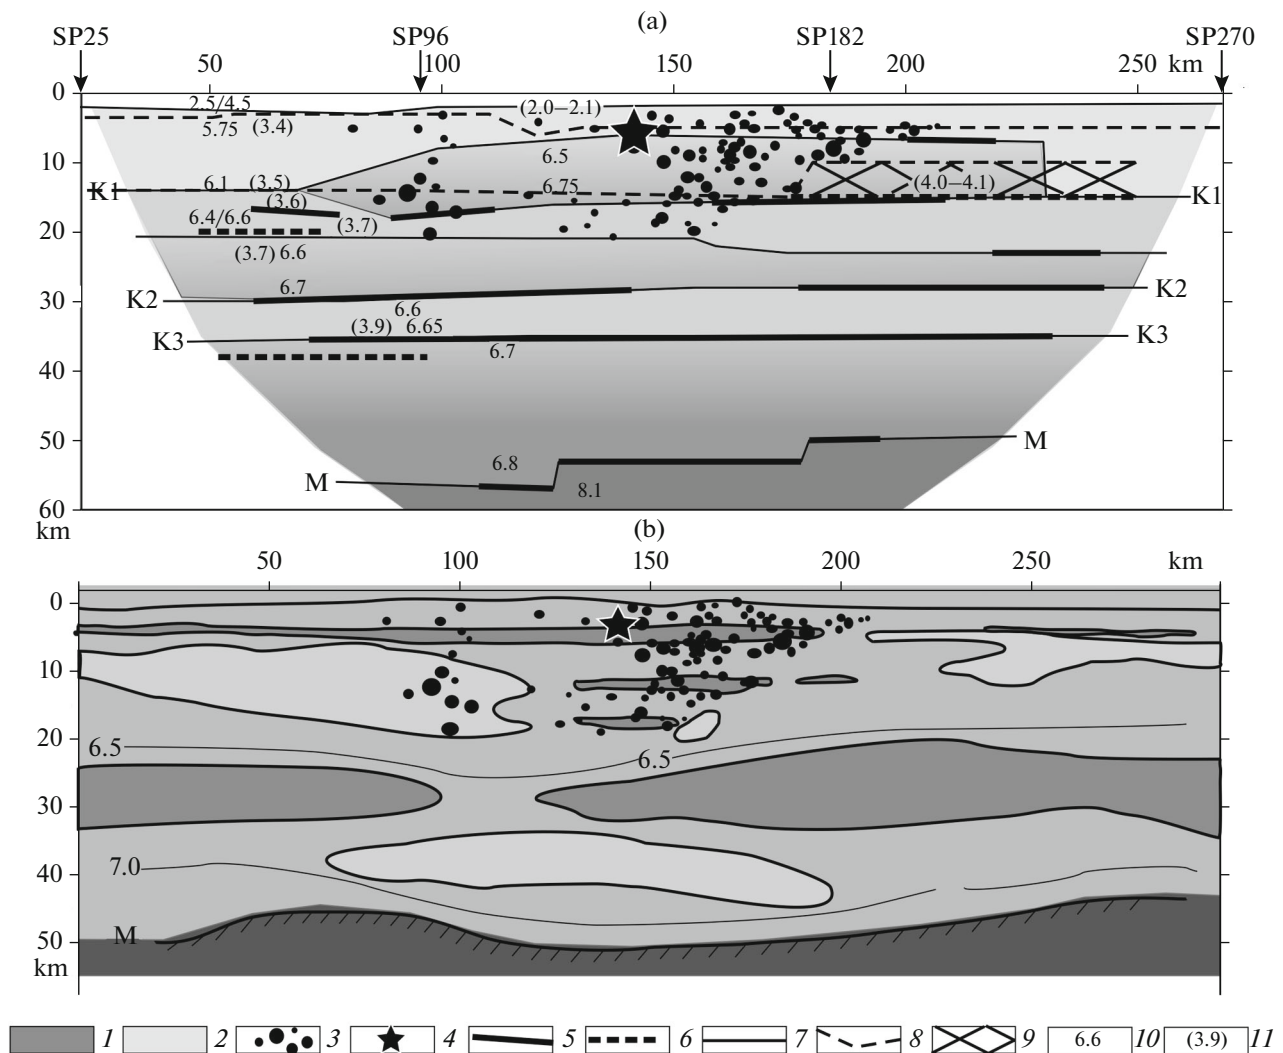 (a)
SP25 SP96 SP182 SP270
50 100 150 200 250 km
0
2.5/4.5 (2.0–2.1)
5.75 (3.4)
10 6.5
K1 6.1 (3.5) 6.75 (4.0–4.1) K1
(3.6)
6.4/6.6 (3.7)
20
(3.7) 6.6
6.7
30 K2 K2
6.6
(3.9) 6.65
K3 6.7 K3
40
50 M
6.8
M 8.1
60
km
(b)
50 100 150 200 250 km
0
10
20
6.5 6.5
30
7.0
40
M
50
km
1 2 3 4 5 6 7 8 9 6.6 10 (3.9) 11